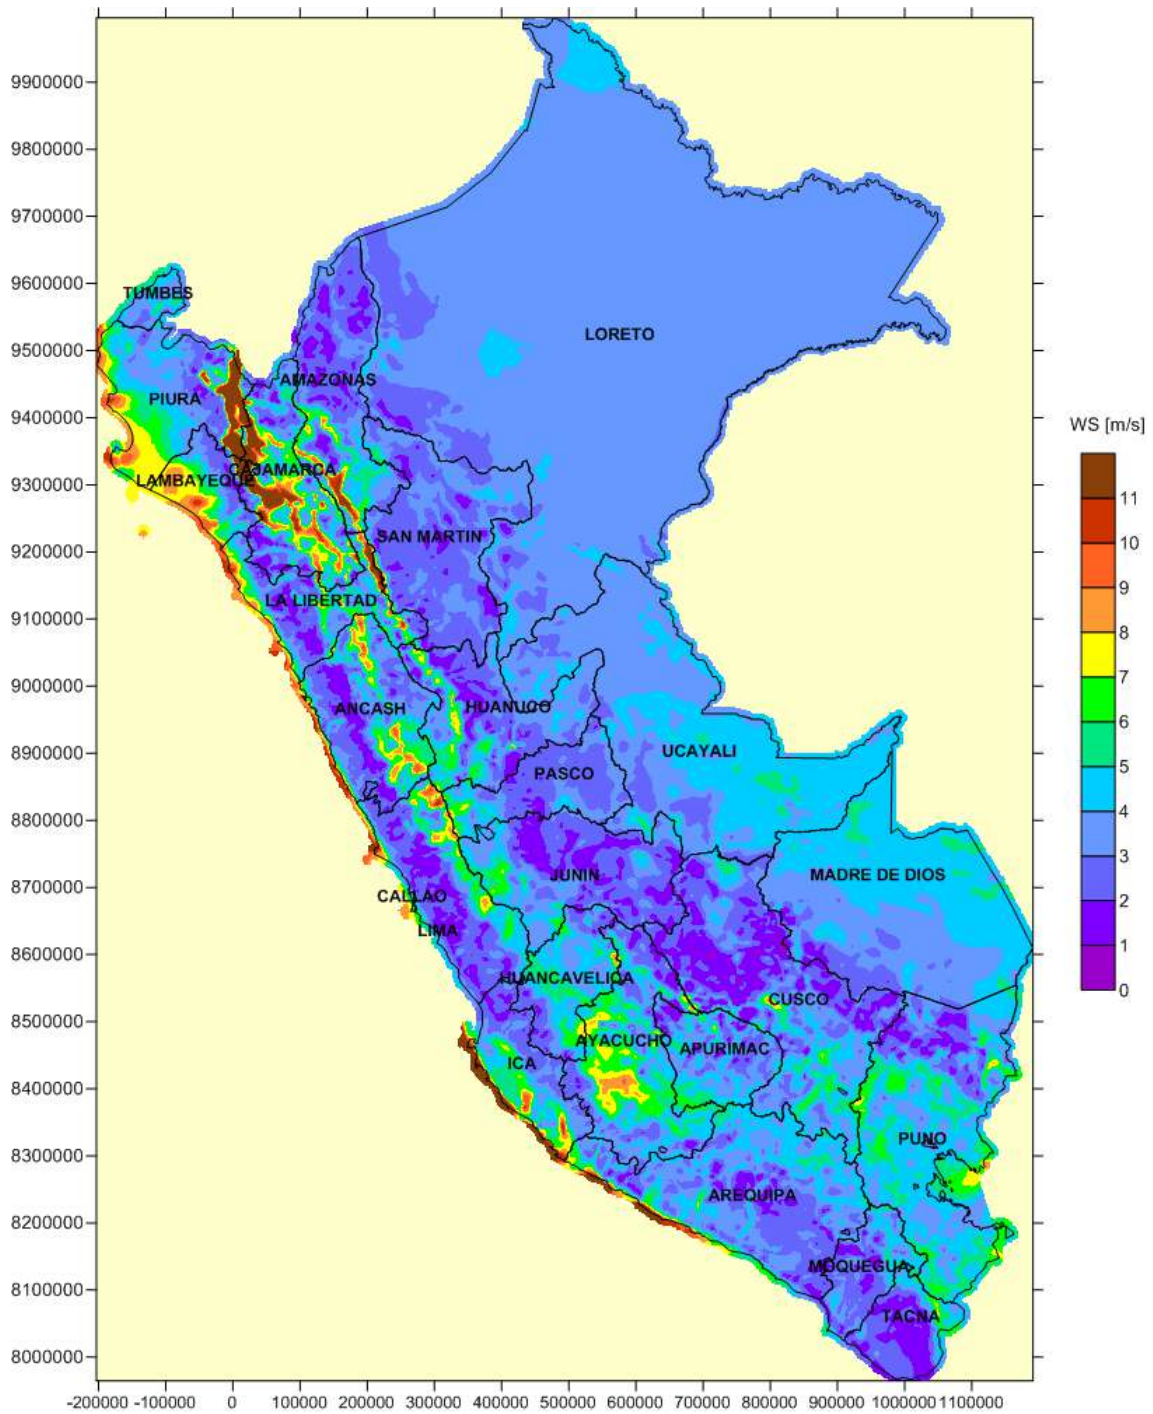 9900000
9800000
9700000
9600000
9500000
9400000
9300000
9200000
9100000
9000000
8900000
8800000
8700000
8600000
8500000
8400000
8300000
8200000
8100000
8000000
TUMBES
LORETO
AMAZONAS
PIURA
CAJAMARCA
LAMBAYEQUE
SAN MARTIN
LA LIBERTAD
ANCASH
HUANUCO
UCAYALI
PASCO
JUNIN
MADRE DE DIOS
CALLAO
LIMA
HUANCAVELICA
CUSCO
AYACUCHO
APURIMAC
ICA
PUNO
AREQUIPA
MOQUEGUA
TACNA
WS [m/s]
11
10
9
8
7
6
5
4
3
2
1
0
-200000 -100000 0 100000 200000 300000 400000 500000 600000 700000 800000 900000 1000000 1100000